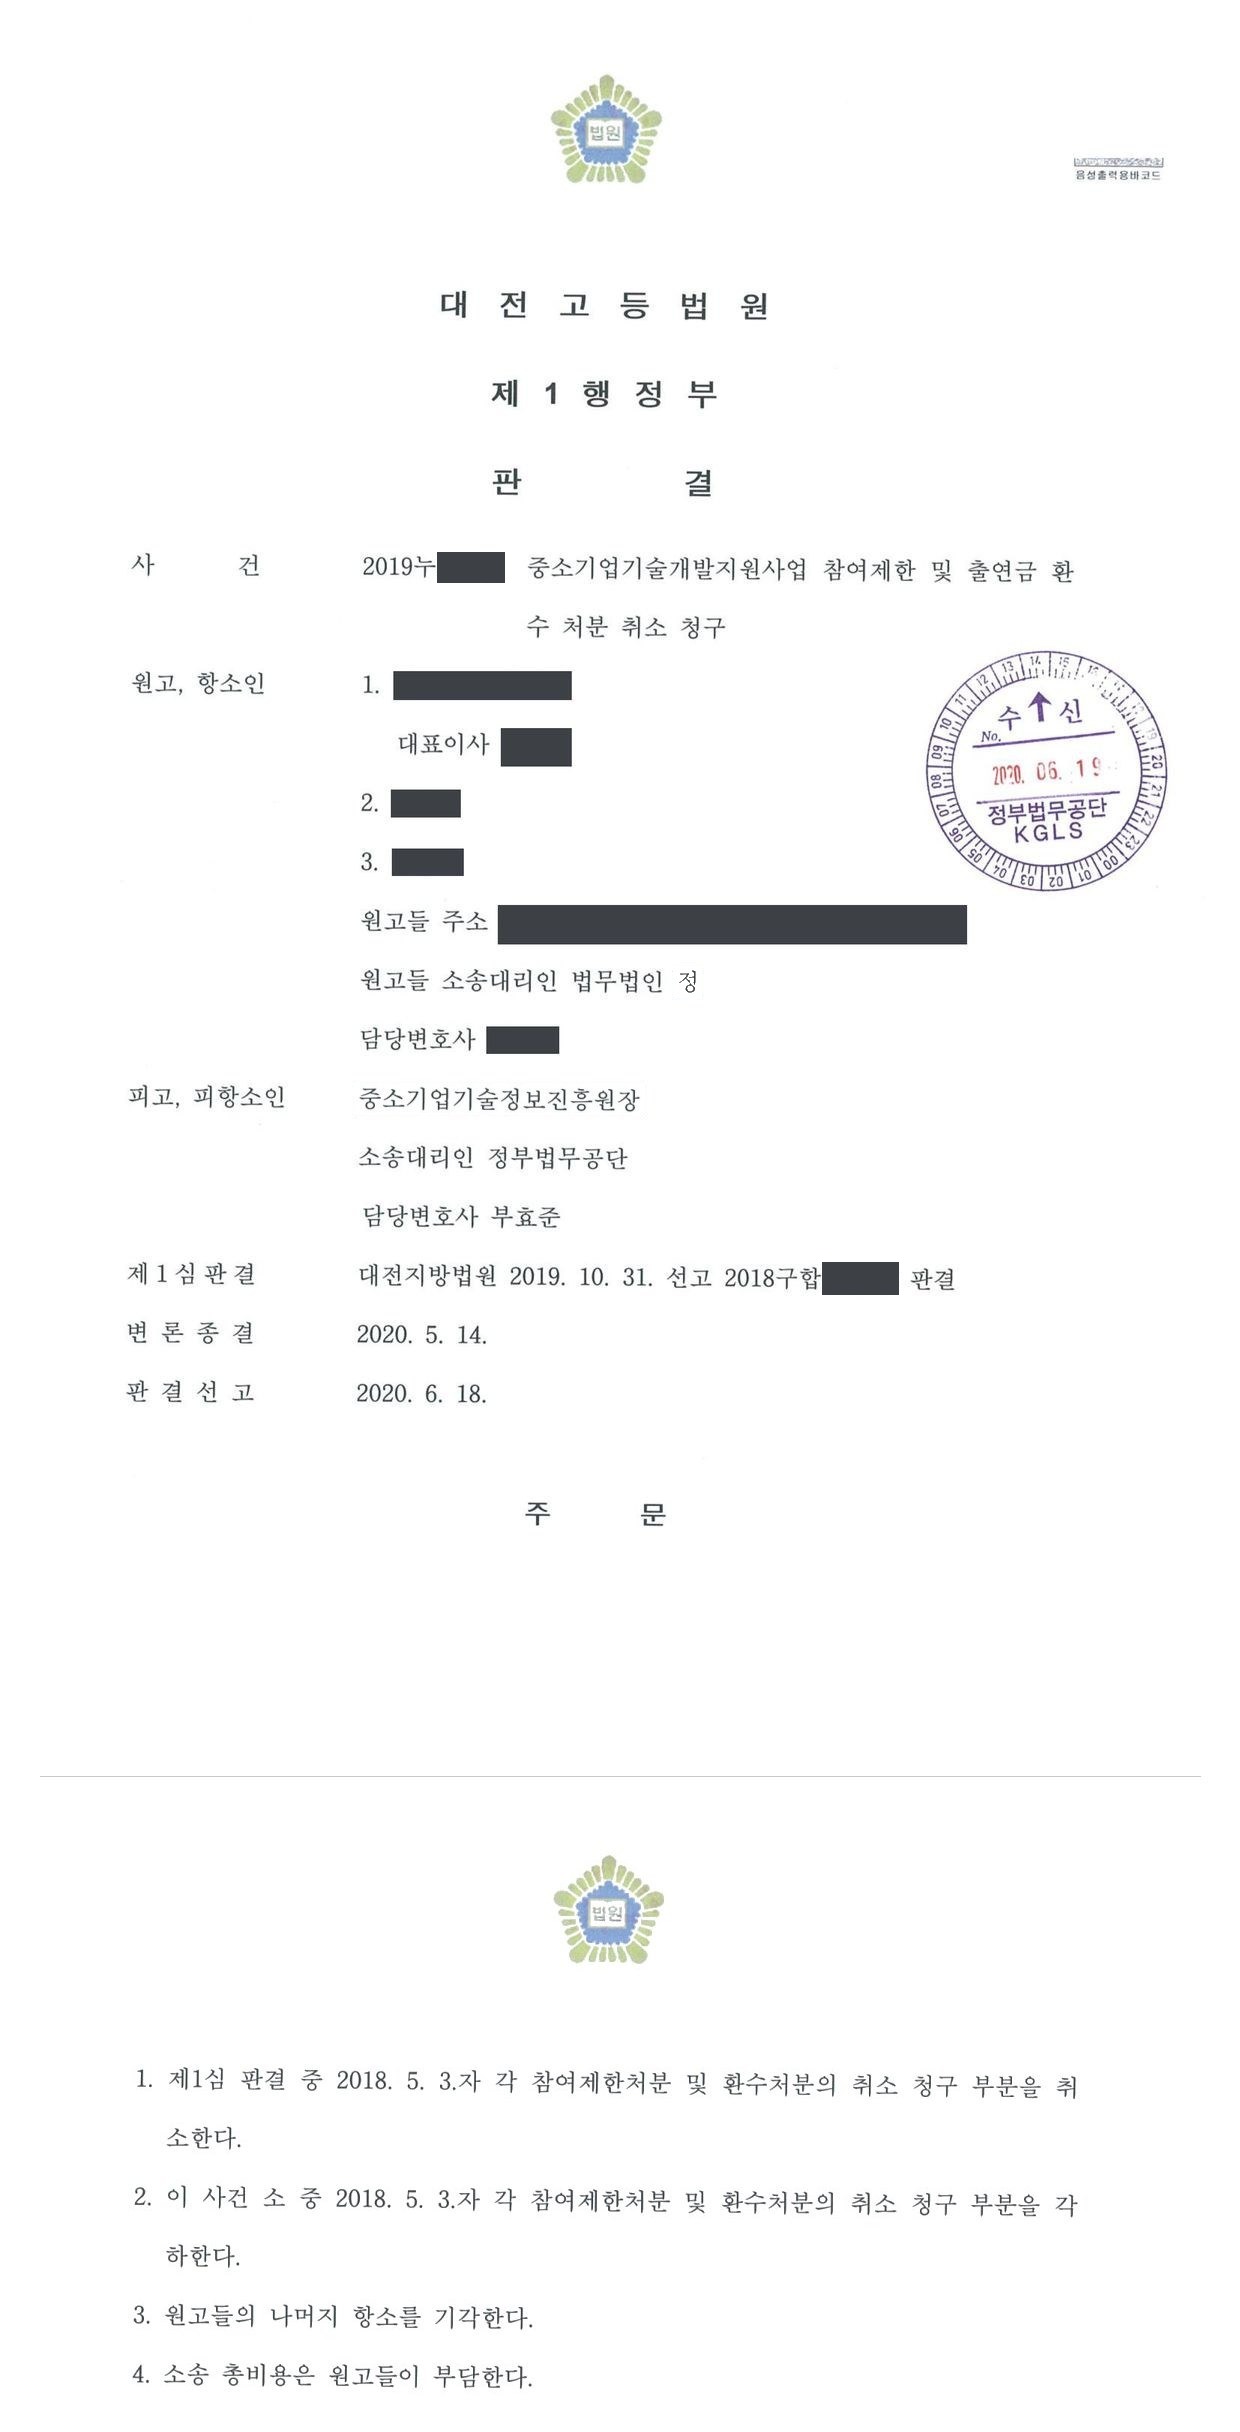 법원
음성출력용바코드
대전고등법원
제1행정부
판결
사건 2019누 중소기업기술개발지원사업 참여제한 및 출연금 환
수 처분 취소 청구
원고, 항소인 1.
대표이사
2.
3.
원고들 주소
원고들 소송대리인 법무법인 정
담당변호사
피고, 피항소인 중소기업기술정보진흥원장
소송대리인 정부법무공단
담당변호사 부효준
제1심판결 대전지방법원 2019. 10. 31. 선고 2018구합 판결
변론종결 2020. 5. 14.
판결선고 2020. 6. 18.
수 신
No.
2020. 06. 19
정부법무공단
KGLS
주문
법원
1. 제1심 판결 중 2018. 5. 3.자 각 참여제한처분 및 환수처분의 취소 청구 부분을 취
소한다.
2. 이 사건 소 중 2018. 5. 3.자 각 참여제한처분 및 환수처분의 취소 청구 부분을 각
하한다.
3. 원고들의 나머지 항소를 기각한다.
4. 소송 총비용은 원고들이 부담한다.